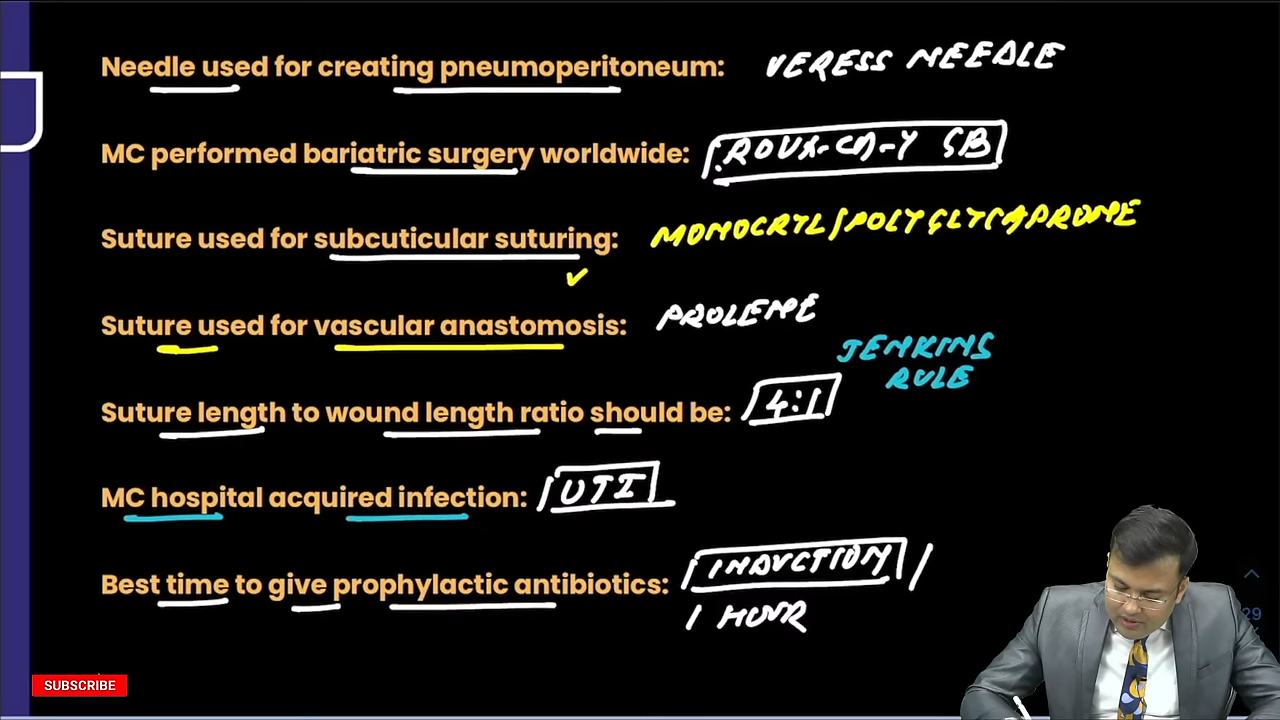 Needle used for creating pneumoperitoneum: VERESS NEEDLE
MC performed bariatric surgery worldwide: ROUX-EN-Y GB
Suture used for subcuticular suturing: MONOCRYL/POLYGLYCAPRONE
Suture used for vascular anastomosis: PROLENE
JENKINS
RULE
Suture length to wound length ratio should be: 4:1
MC hospital acquired infection: UTI
Best time to give prophylactic antibiotics: INDUCTION /
1 HOUR
29
SUBSCRIBE